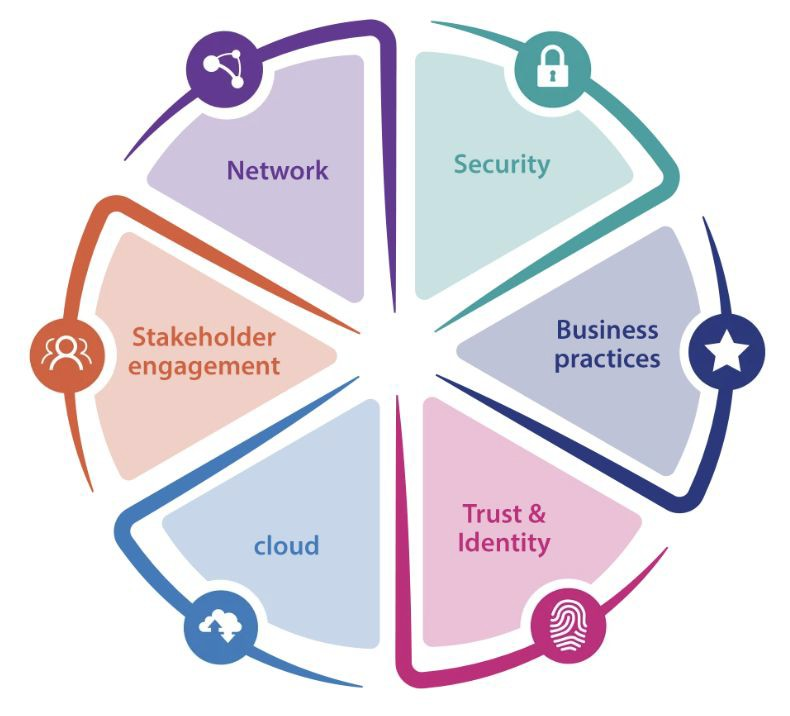 Network
Security
Business
practices
Trust &
Identity
cloud
Stakeholder
engagement